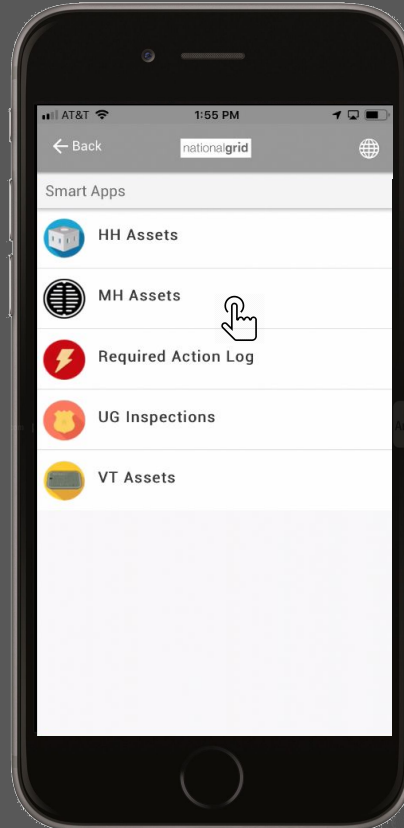 AT&T
1:55 PM
Back
nationalgrid
Smart Apps
HH Assets
MH Assets
Required Action Log
UG Inspections
VT Assets